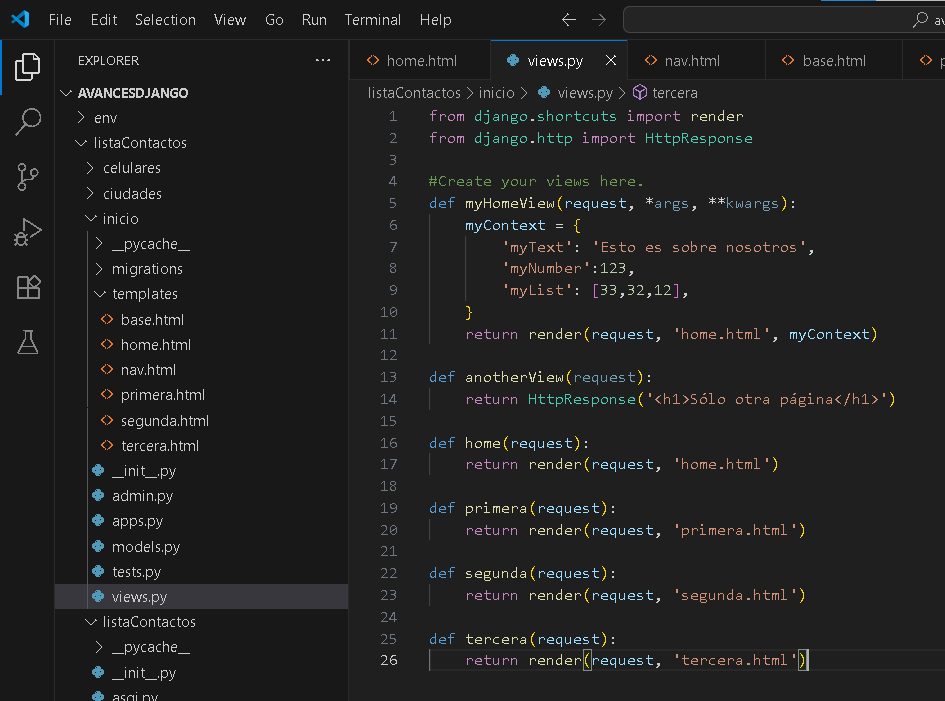 File Edit Selection View Go Run Terminal Help
EXPLORER ...
home.html views.py nav.html base.html
AVANCESDJANGO
env
listaContactos
celulares
ciudades
inicio
__pycache__
migrations
templates
base.html
home.html
nav.html
primera.html
segunda.html
tercera.html
__init__.py
admin.py
apps.py
models.py
tests.py
views.py
listaContactos
__pycache__
__init__.py
asgi.py
listaContactos > inicio > views.py > tercera
1 from django.shortcuts import render
2 from django.http import HttpResponse
3
4 #Create your views here.
5 def myHomeView(request, *args, **kwargs):
6 myContext = {
7 'myText': 'Esto es sobre nosotros',
8 'myNumber':123,
9 'myList': [33,32,12],
10 }
11 return render(request, 'home.html', myContext)
12
13 def anotherView(request):
14 return HttpResponse('<h1>Sólo otra página</h1>')
15
16 def home(request):
17 return render(request, 'home.html')
18
19 def primera(request):
20 return render(request, 'primera.html')
21
22 def segunda(request):
23 return render(request, 'segunda.html')
24
25 def tercera(request):
26 return render(request, 'tercera.html')